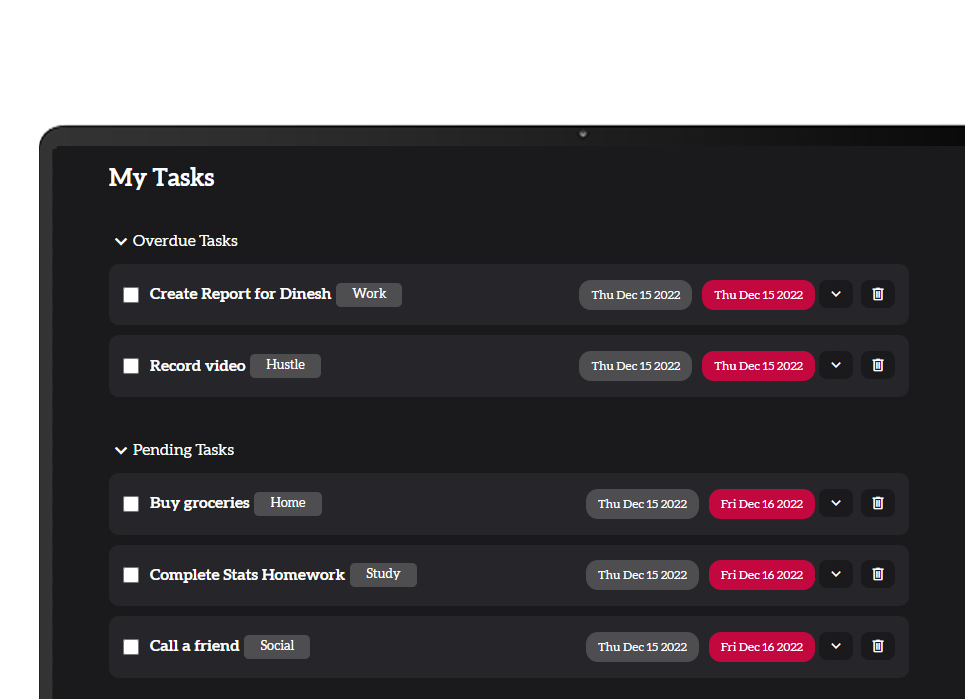 My Tasks
Overdue Tasks
Create Report for Dinesh Work Thu Dec 15 2022 Thu Dec 15 2022
Record video Hustle Thu Dec 15 2022 Thu Dec 15 2022
Pending Tasks
Buy groceries Home Thu Dec 15 2022 Fri Dec 16 2022
Complete Stats Homework Study Thu Dec 15 2022 Fri Dec 16 2022
Call a friend Social Thu Dec 15 2022 Fri Dec 16 2022